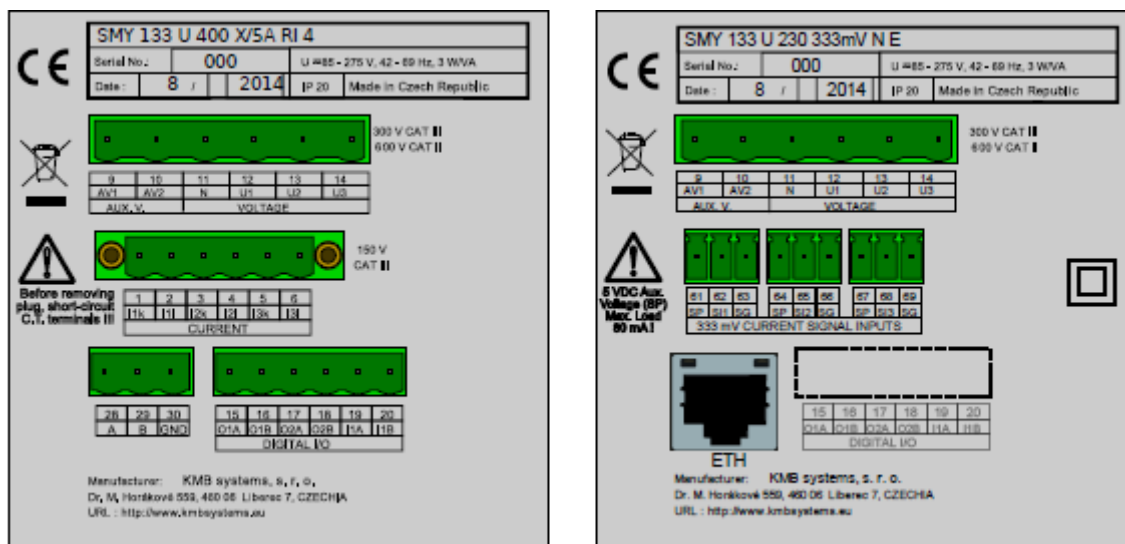 CE
SMY 133 U 400 X/5A RI 4
Serial No.: 000 U =85 - 275 V, 42 - 69 Hz, 3 W/VA
Date : 8 / 2014 IP 20 Made in Czech Republic
300 V CAT III
600 V CAT II
9 10 11 12 13 14
AV1 AV2 N U1 U2 U3
AUX. V. VOLTAGE
150 V
CAT III
Before removing
plug, short-circuit
C.T. terminals !!!
1 2 3 4 5 6
I1k I1l I2k I2l I3k I3l
CURRENT
28 29 30 15 16 17 18 19 20
A B GND O1A O1B O2A O2B I1A I1B
DIGITAL I/O
Manufacturer: KMB systems, s, r, o,
Dr, M, Horákové 559, 460 06 Liberec 7, CZECHIA
URL : http://www.kmbsystems.eu
CE
SMY 133 U 230 333mV N E
Serial No.: 000 U =85 - 275 V, 42 - 69 Hz, 3 W/VA
Date : 8 / 2014 IP 20 Made in Czech Republic
300 V CAT III
600 V CAT II
9 10 11 12 13 14
AV1 AV2 N U1 U2 U3
AUX. V. VOLTAGE
5 VDC Aux.
Voltage (SP)
Max. Load
80 mA !
61 62 63 64 65 66 67 68 69
SP SI1 SG SP SI2 SG SP SI3 SG
333 mV CURRENT SIGNAL INPUTS
15 16 17 18 19 20
O1A O1B O2A O2B I1A I1B
DIGITAL I/O
ETH
Manufacturer: KMB systems, s. r. o.
Dr. M. Horákové 559, 460 06 Liberec 7, CZECHIA
URL : http://www.kmbsystems.eu